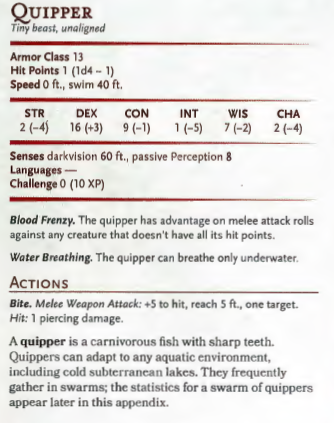 QUIPPER
Tiny beast, unaligned
Armor Class 13
Hit Points 1 (1d4 – 1)
Speed 0 ft., swim 40 ft.
STR DEX CON INT WIS CHA
2 (–4) 16 (+3) 9 (–1) 1 (–5) 7 (–2) 2 (–4)
Senses darkvision 60 ft., passive Perception 8
Languages —
Challenge 0 (10 XP)
Blood Frenzy. The quipper has advantage on melee attack rolls
against any creature that doesn't have all its hit points.
Water Breathing. The quipper can breathe only underwater.
ACTIONS
Bite. Melee Weapon Attack: +5 to hit, reach 5 ft., one target.
Hit: 1 piercing damage.
A quipper is a carnivorous fish with sharp teeth.
Quippers can adapt to any aquatic environment,
including cold subterranean lakes. They frequently
gather in swarms; the statistics for a swarm of quippers
appear later in this appendix.